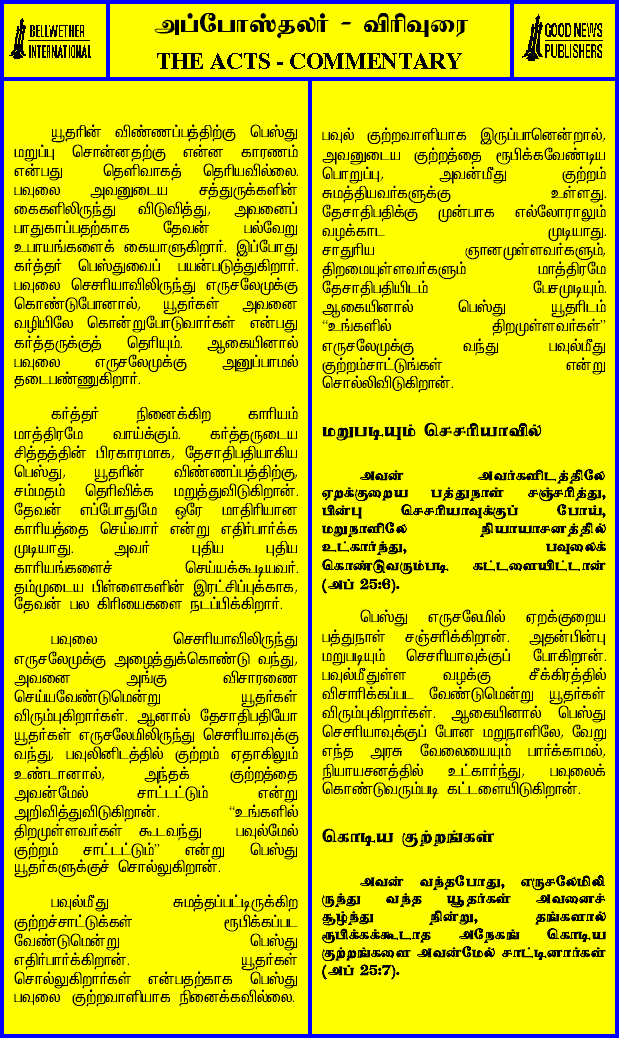 BELLWETHER
INTERNATIONAL
அப்போஸ்தலர் - விரிவுரை
THE ACTS - COMMENTARY
GOOD NEWS
PUBLISHERS
யூதரின் விண்ணப்பத்திற்கு பெஸ்து
மறுப்பு சொன்னதற்கு என்ன காரணம்
என்பது தெளிவாகத் தெரியவில்லை.
பவுலை அவனுடைய சத்துருக்களின்
கைகளிலிருந்து விடுவித்து, அவனைப்
பாதுகாப்பதற்காக தேவன் பல்வேறு
உபாயங்களைக் கையாளுகிறார். இப்போது
கர்த்தர் பெஸ்துவைப் பயன்படுத்துகிறார்.
பவுலை செசரியாவிலிருந்து எருசலேமுக்கு
கொண்டுபோனால், யூதர்கள் அவனை
வழியிலே கொன்றுபோடுவார்கள் என்பது
கர்த்தருக்குத் தெரியும். ஆகையினால்
பவுலை எருசலேமுக்கு அனுப்பாமல்
தடைபண்ணுகிறார்.
கர்த்தர் நினைக்கிற காரியம்
மாத்திரமே வாய்க்கும். கர்த்தருடைய
சித்தத்தின் பிரகாரமாக, தேசாதிபதியாகிய
பெஸ்து, யூதரின் விண்ணப்பத்திற்கு,
சம்மதம் தெரிவிக்க மறுத்துவிடுகிறான்.
தேவன் எப்போதுமே ஒரே மாதிரியான
காரியத்தை செய்வார் என்று எதிர்பார்க்க
முடியாது. அவர் புதிய புதிய
காரியங்களைச் செய்யக்கூடியவர்.
தம்முடைய பிள்ளைகளின் இரட்சிப்புக்காக,
தேவன் பல கிரியைகளை நடப்பிக்கிறார்.
பவுலை செசரியாவிலிருந்து
எருசலேமுக்கு அழைத்துக்கொண்டு வந்து,
அவனை அங்கு விசாரணை
செய்யவேண்டுமென்று யூதர்கள்
விரும்புகிறார்கள். ஆனால் தேசாதிபதியோ
யூதர்கள் எருசலேமிலிருந்து செசரியாவுக்கு
வந்து, பவுலினிடத்தில் குற்றம் ஏதாகிலும்
உண்டானால், அந்தக் குற்றத்தை
அவன்மேல் சாட்டட்டும் என்று
அறிவித்துவிடுகிறான். “உங்களில்
திறமுள்ளவர்கள் கூடவந்து பவுல்மேல்
குற்றம் சாட்டட்டும்” என்று பெஸ்து
யூதர்களுக்குச் சொல்லுகிறான்.
பவுல்மீது சுமத்தப்பட்டிருக்கிற
குற்றச்சாட்டுக்கள் ரூபிக்கப்பட
வேண்டுமென்று பெஸ்து
எதிர்பார்க்கிறான். யூதர்கள்
சொல்லுகிறார்கள் என்பதற்காக பெஸ்து
பவுலை குற்றவாளியாக நினைக்கவில்லை.
பவுல் குற்றவாளியாக இருப்பானென்றால்,
அவனுடைய குற்றத்தை ரூபிக்கவேண்டிய
பொறுப்பு, அவன்மீது குற்றம்
சுமத்தியவர்களுக்கு உள்ளது.
தேசாதிபதிக்கு முன்பாக எல்லோராலும்
வழக்காட முடியாது.
சாதுரிய ஞானமுள்ளவர்களும்,
திறமையுள்ளவர்களும் மாத்திரமே
தேசாதிபதியிடம் பேசமுடியும்.
ஆகையினால் பெஸ்து யூதரிடம்
“உங்களில் திறமுள்ளவர்கள்”
எருசலேமுக்கு வந்து பவுல்மீது
குற்றம்சாட்டுங்கள் என்று
சொல்லிவிடுகிறான்.
மறுபடியும் செசரியாவில்
அவன் அவர்களிடத்திலே
ஏறக்குறைய பத்துநாள் சஞ்சரித்து,
பின்பு செசரியாவுக்குப் போய்,
மறுநாளிலே நியாயாசனத்தில்
உட்கார்ந்து, பவுலைக்
கொண்டுவரும்படி கட்டளையிட்டான்
(அப் 25:6).
பெஸ்து எருசலேமில் ஏறக்குறைய
பத்துநாள் சஞ்சரிக்கிறான். அதன்பின்பு
மறுபடியும் செசரியாவுக்குப் போகிறான்.
பவுல்மீதுள்ள வழக்கு சீக்கிரத்தில்
விசாரிக்கப்பட வேண்டுமென்று யூதர்கள்
விரும்புகிறார்கள். ஆகையினால் பெஸ்து
செசரியாவுக்குப் போன மறுநாளிலே, வேறு
எந்த அரசு வேலையையும் பார்க்காமல்,
நியாயசனத்தில் உட்கார்ந்து, பவுலைக்
கொண்டுவரும்படி கட்டளையிடுகிறான்.
கொடிய குற்றங்கள்
அவன் வந்தபோது, எருசலேமிலி
ருந்து வந்த யூதர்கள் அவனைச்
சூழ்ந்து நின்று, தங்களால்
ரூபிக்கக்கூடாத அநேகங் கொடிய
குற்றங்களை அவன்மேல் சாட்டினார்கள்
(அப் 25:7).